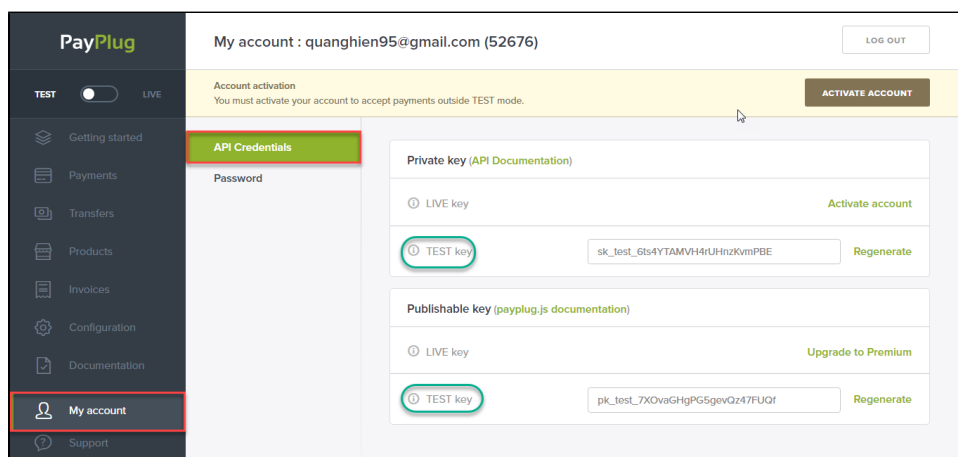 PayPlug
My account : quanghien95@gmail.com (52676)
LOG OUT
TEST LIVE
Account activation
You must activate your account to accept payments outside TEST mode.
ACTIVATE ACCOUNT
Getting started
Payments
Transfers
Products
Invoices
Configuration
Documentation
My account
Support
API Credentials
Password
Private key (API Documentation)
LIVE key Activate account
TEST key sk_test_6ts4YTAMVH4rUHnzKvmPBE Regenerate
Publishable key (payplug.js documentation)
LIVE key Upgrade to Premium
TEST key pk_test_7XOvaGHgPG5gevQz47FUQf Regenerate